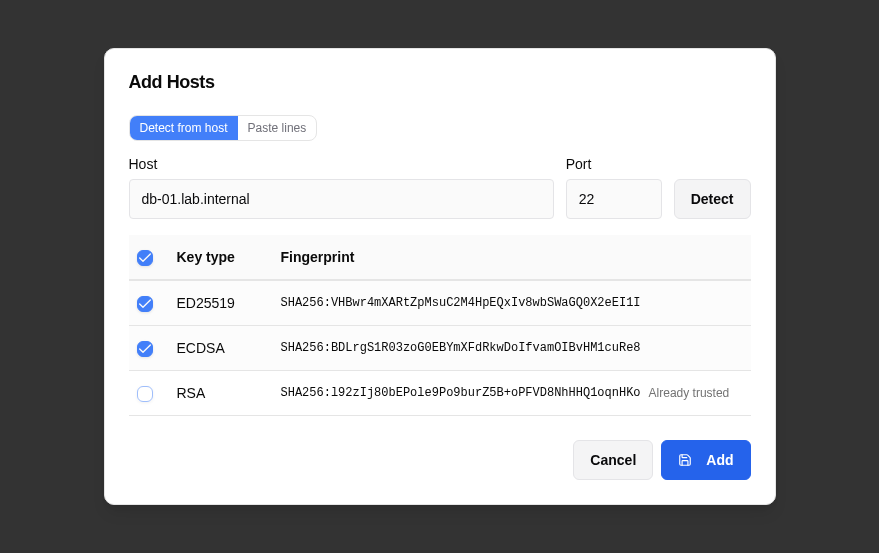 Add Hosts
Detect from host Paste lines
Host Port
db-01.lab.internal 22 Detect
Key type Fingerprint
ED25519 SHA256:VHBwr4mXARtZpMsuC2M4HpEQxIv8wbSWaGQ0X2eEI1I
ECDSA SHA256:BDLrgS1R03zoG0EBYmXFdRkwDoIfvamOIBvHM1cuRe8
RSA SHA256:l92zIj80bEPole9Po9burZ5B+oPFVD8NhHHQ1oqnHKo Already trusted
Cancel Add